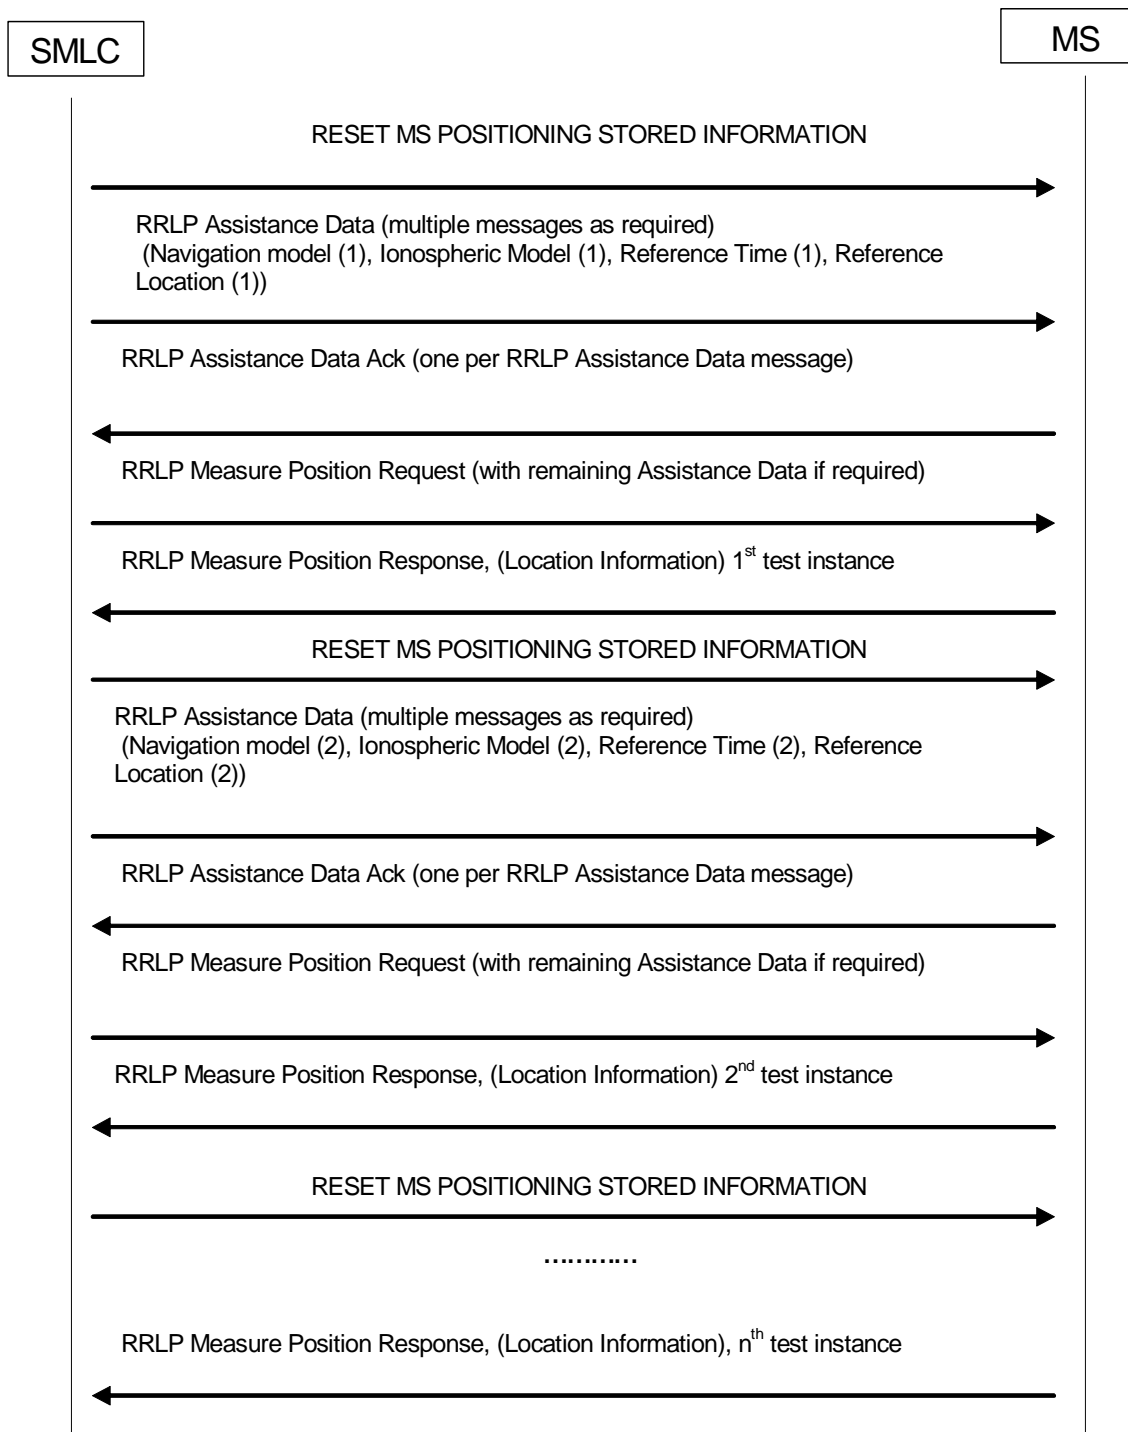 SMLC
MS
RESET MS POSITIONING STORED INFORMATION
RRLP Assistance Data (multiple messages as required)
(Navigation model (1), Ionospheric Model (1), Reference Time (1), Reference
Location (1))
RRLP Assistance Data Ack (one per RRLP Assistance Data message)
RRLP Measure Position Request (with remaining Assistance Data if required)
RRLP Measure Position Response, (Location Information) 1st test instance
RESET MS POSITIONING STORED INFORMATION
RRLP Assistance Data (multiple messages as required)
(Navigation model (2), Ionospheric Model (2), Reference Time (2), Reference
Location (2))
RRLP Assistance Data Ack (one per RRLP Assistance Data message)
RRLP Measure Position Request (with remaining Assistance Data if required)
RRLP Measure Position Response, (Location Information) 2nd test instance
RESET MS POSITIONING STORED INFORMATION
…………
RRLP Measure Position Response, (Location Information), nth test instance